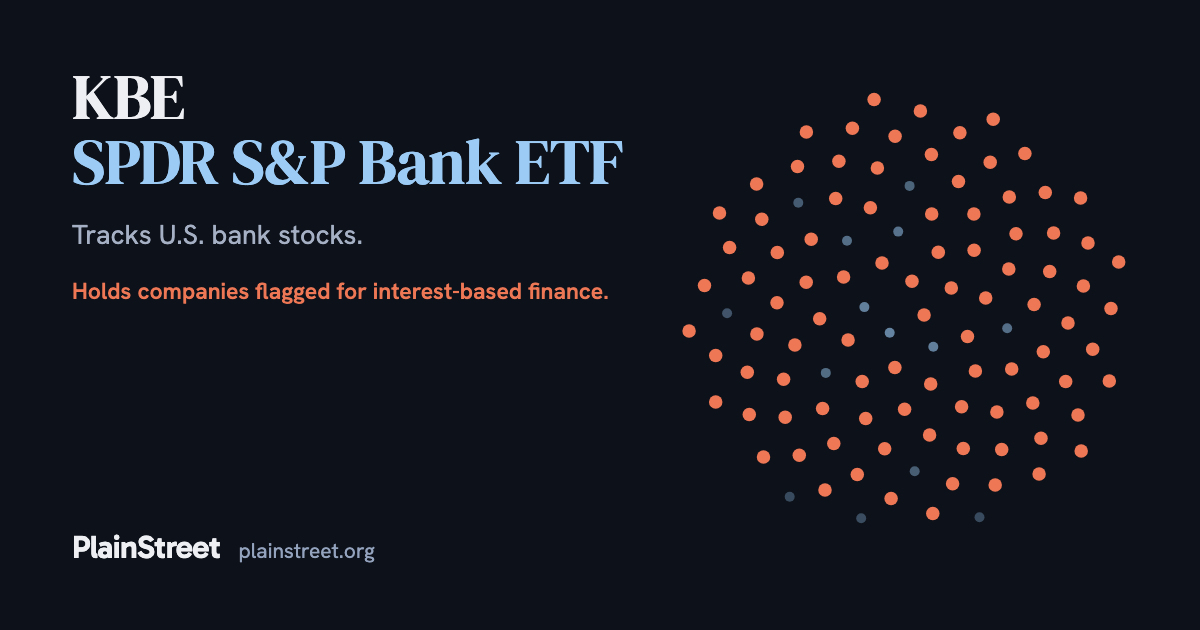 KBE
SPDR S&P Bank ETF
Tracks U.S. bank stocks.
Holds companies flagged for interest-based finance.
PlainStreet plainstreet.org